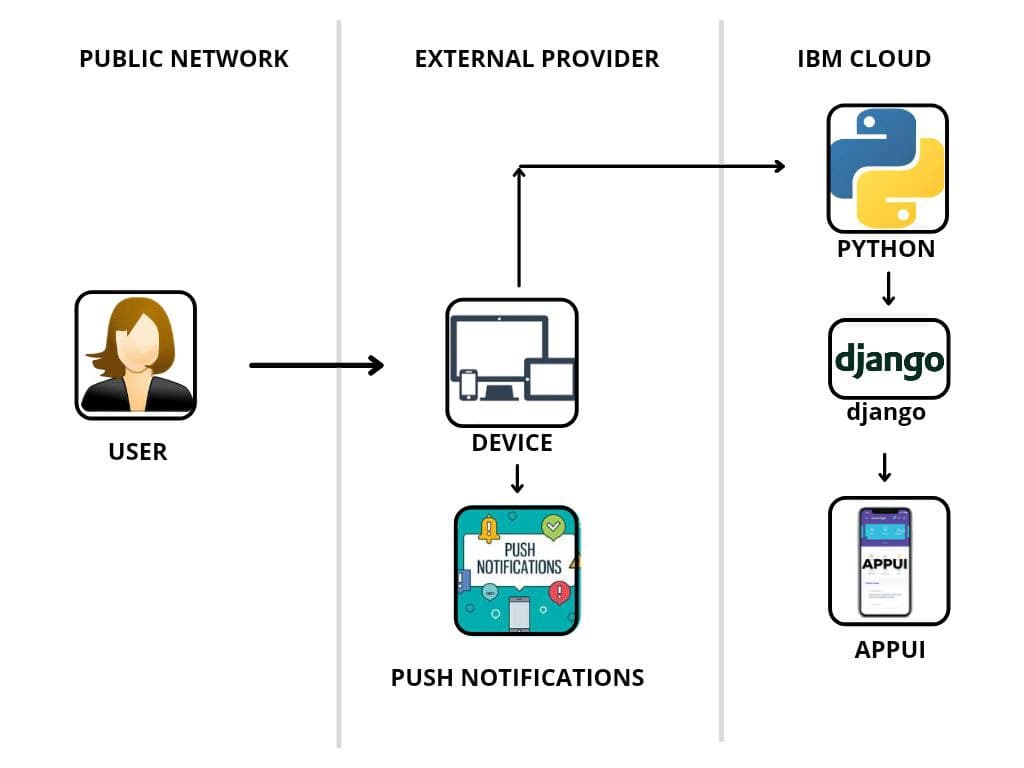 PUBLIC NETWORK
EXTERNAL PROVIDER
IBM CLOUD
PYTHON
django
django
USER
DEVICE
PUSH
NOTIFICATIONS
APPUI
APPUI
PUSH NOTIFICATIONS